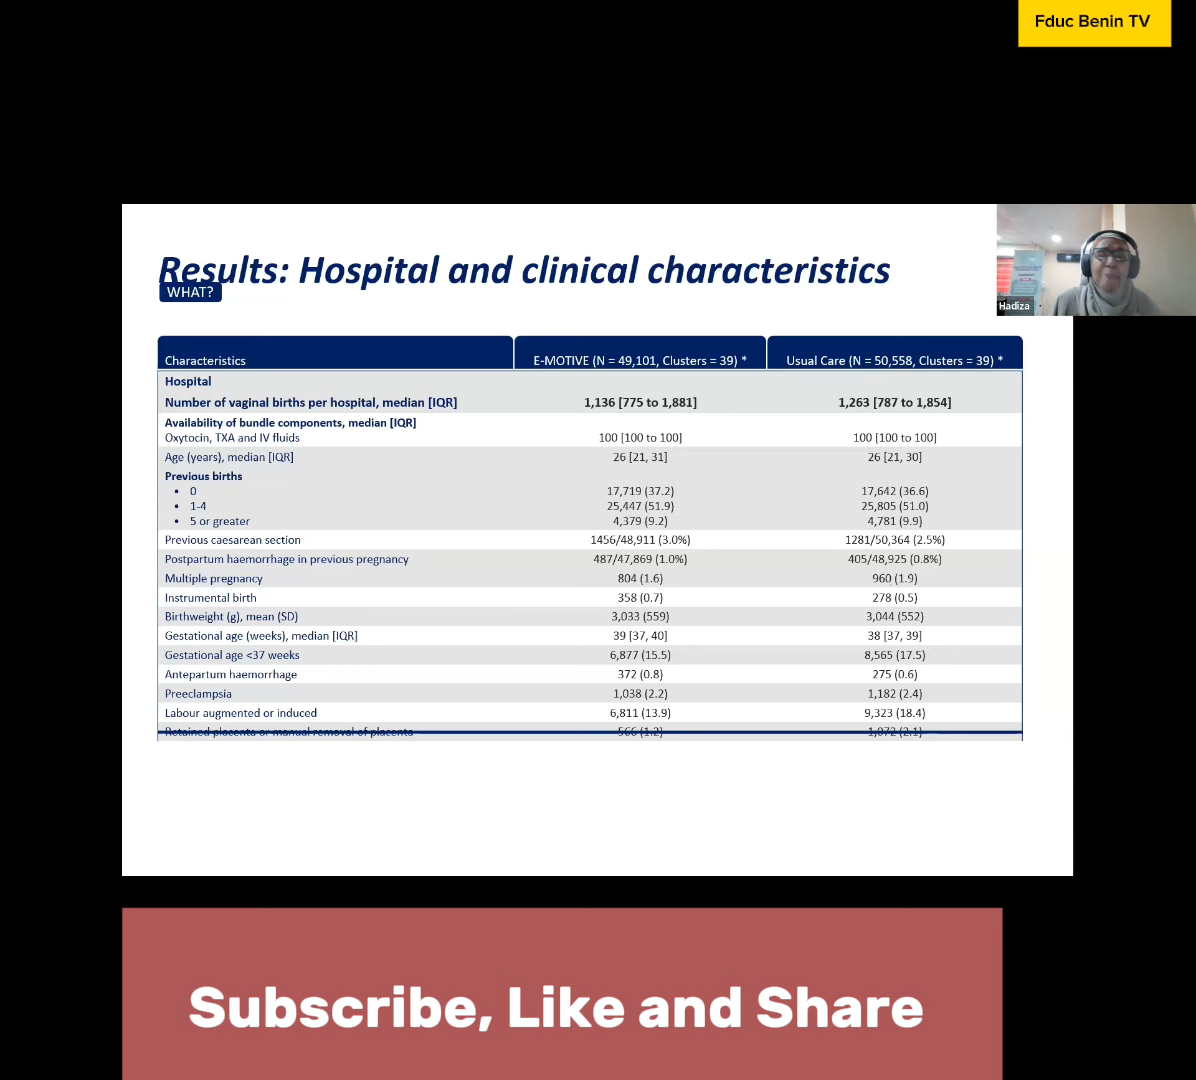 Fduc Benin TV
Results: Hospital and clinical characteristics
WHAT?
Hadiza
Characteristics E-MOTIVE (N = 49,101, Clusters = 39) * Usual Care (N = 50,558, Clusters = 39) *
Hospital
Number of vaginal births per hospital, median [IQR] 1,136 [775 to 1,881] 1,263 [787 to 1,854]
Availability of bundle components, median [IQR]
Oxytocin, TXA and IV fluids 100 [100 to 100] 100 [100 to 100]
Age (years), median [IQR] 26 [21, 31] 26 [21, 30]
Previous births
• 0 17,719 (37.2) 17,642 (36.6)
• 1-4 25,447 (51.9) 25,805 (51.0)
• 5 or greater 4,379 (9.2) 4,781 (9.9)
Previous caesarean section 1456/48,911 (3.0%) 1281/50,364 (2.5%)
Postpartum haemorrhage in previous pregnancy 487/47,869 (1.0%) 405/48,925 (0.8%)
Multiple pregnancy 804 (1.6) 960 (1.9)
Instrumental birth 358 (0.7) 278 (0.5)
Birthweight (g), mean (SD) 3,033 (559) 3,044 (552)
Gestational age (weeks), median [IQR] 39 [37, 40] 38 [37, 39]
Gestational age <37 weeks 6,877 (15.5) 8,565 (17.5)
Antepartum haemorrhage 372 (0.8) 275 (0.6)
Preeclampsia 1,038 (2.2) 1,182 (2.4)
Labour augmented or induced 6,811 (13.9) 9,323 (18.4)
Retained placenta or manual removal of placenta 566 (1.2) 1,072 (2.1)
Subscribe, Like and Share